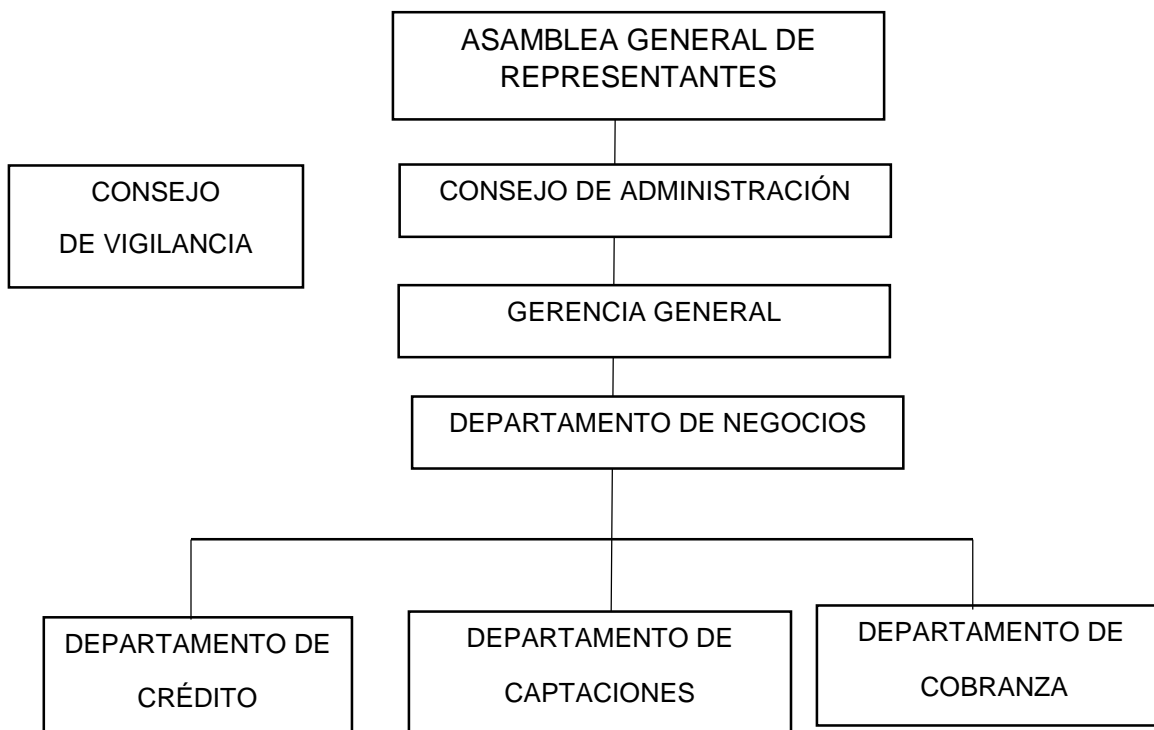 ASAMBLEA GENERAL DE
REPRESENTANTES
CONSEJO
DE VIGILANCIA
CONSEJO DE ADMINISTRACIÓN
GERENCIA GENERAL
DEPARTAMENTO DE NEGOCIOS
DEPARTAMENTO DE
CRÉDITO
DEPARTAMENTO DE
CAPTACIONES
DEPARTAMENTO DE
COBRANZA